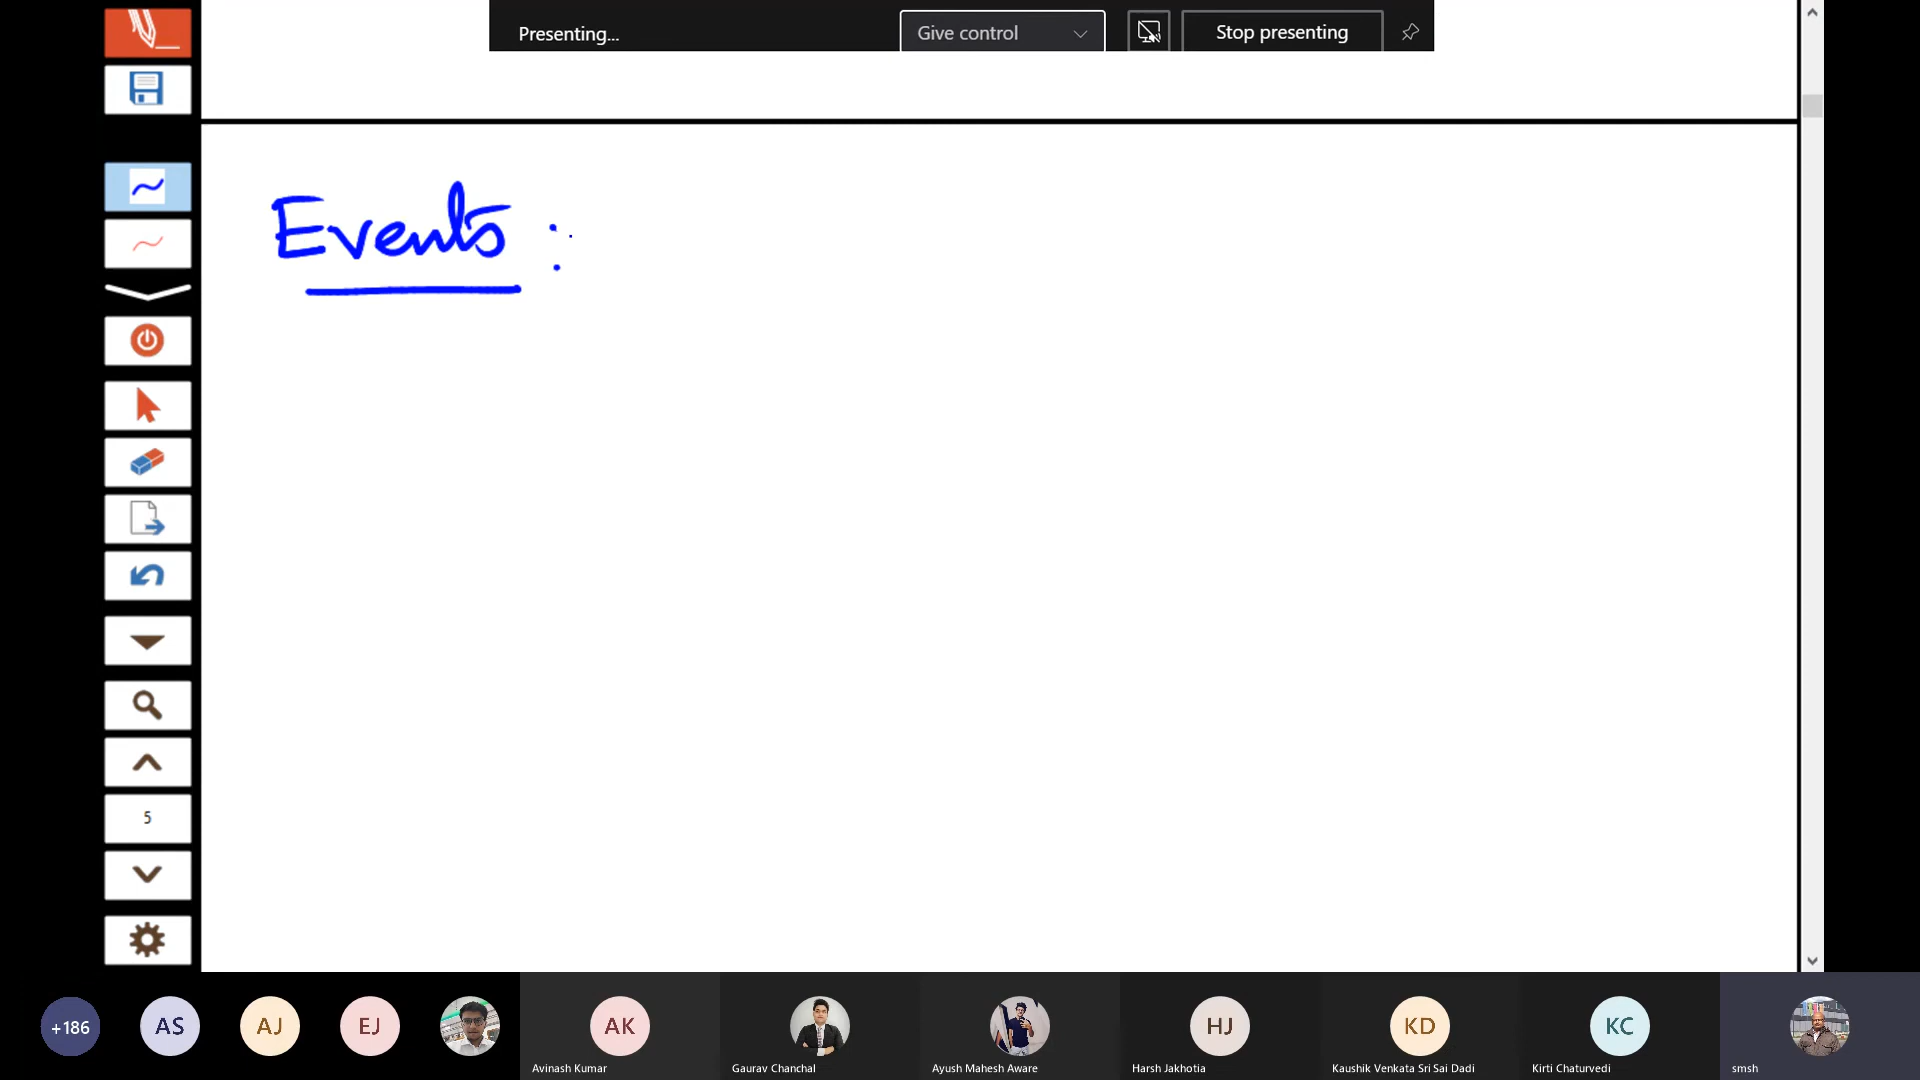 Presenting...
Give control
Stop presenting
Events :
5
+186
AS
AJ
EJ
AK
HJ
KD
KC
Avinash Kumar
Gaurav Chanchal
Ayush Mahesh Aware
Harsh Jakhotia
Kaushik Venkata Sri Sai Dadi
Kirti Chaturvedi
smsh